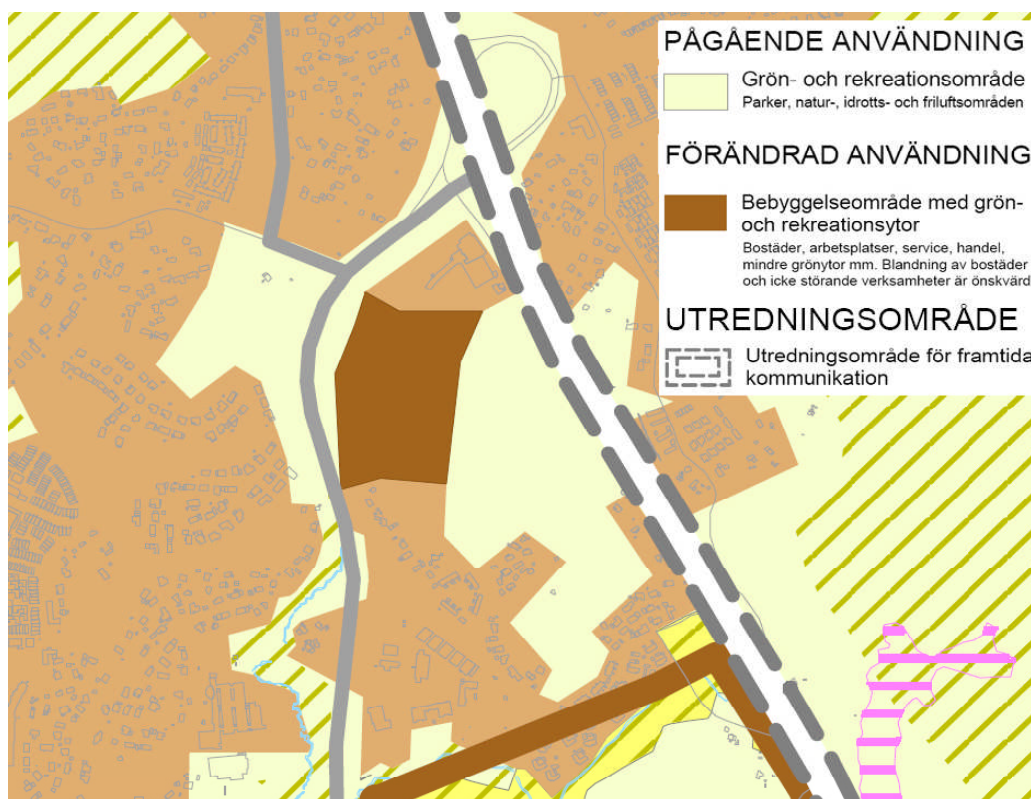 PÅGÅENDE ANVÄNDNING
Grön- och rekreationsområde
Parker, natur-, idrotts- och friluftsområden
FÖRÄNDRAD ANVÄNDNING
Bebyggelseområde med grön-
och rekreationsytor
Bostäder, arbetsplatser, service, handel,
mindre grönytor mm. Blandning av bostäder
och icke störande verksamheter är önskvärd
UTREDNINGSOMRÅDE
Utredningsområde för framtida
kommunikation